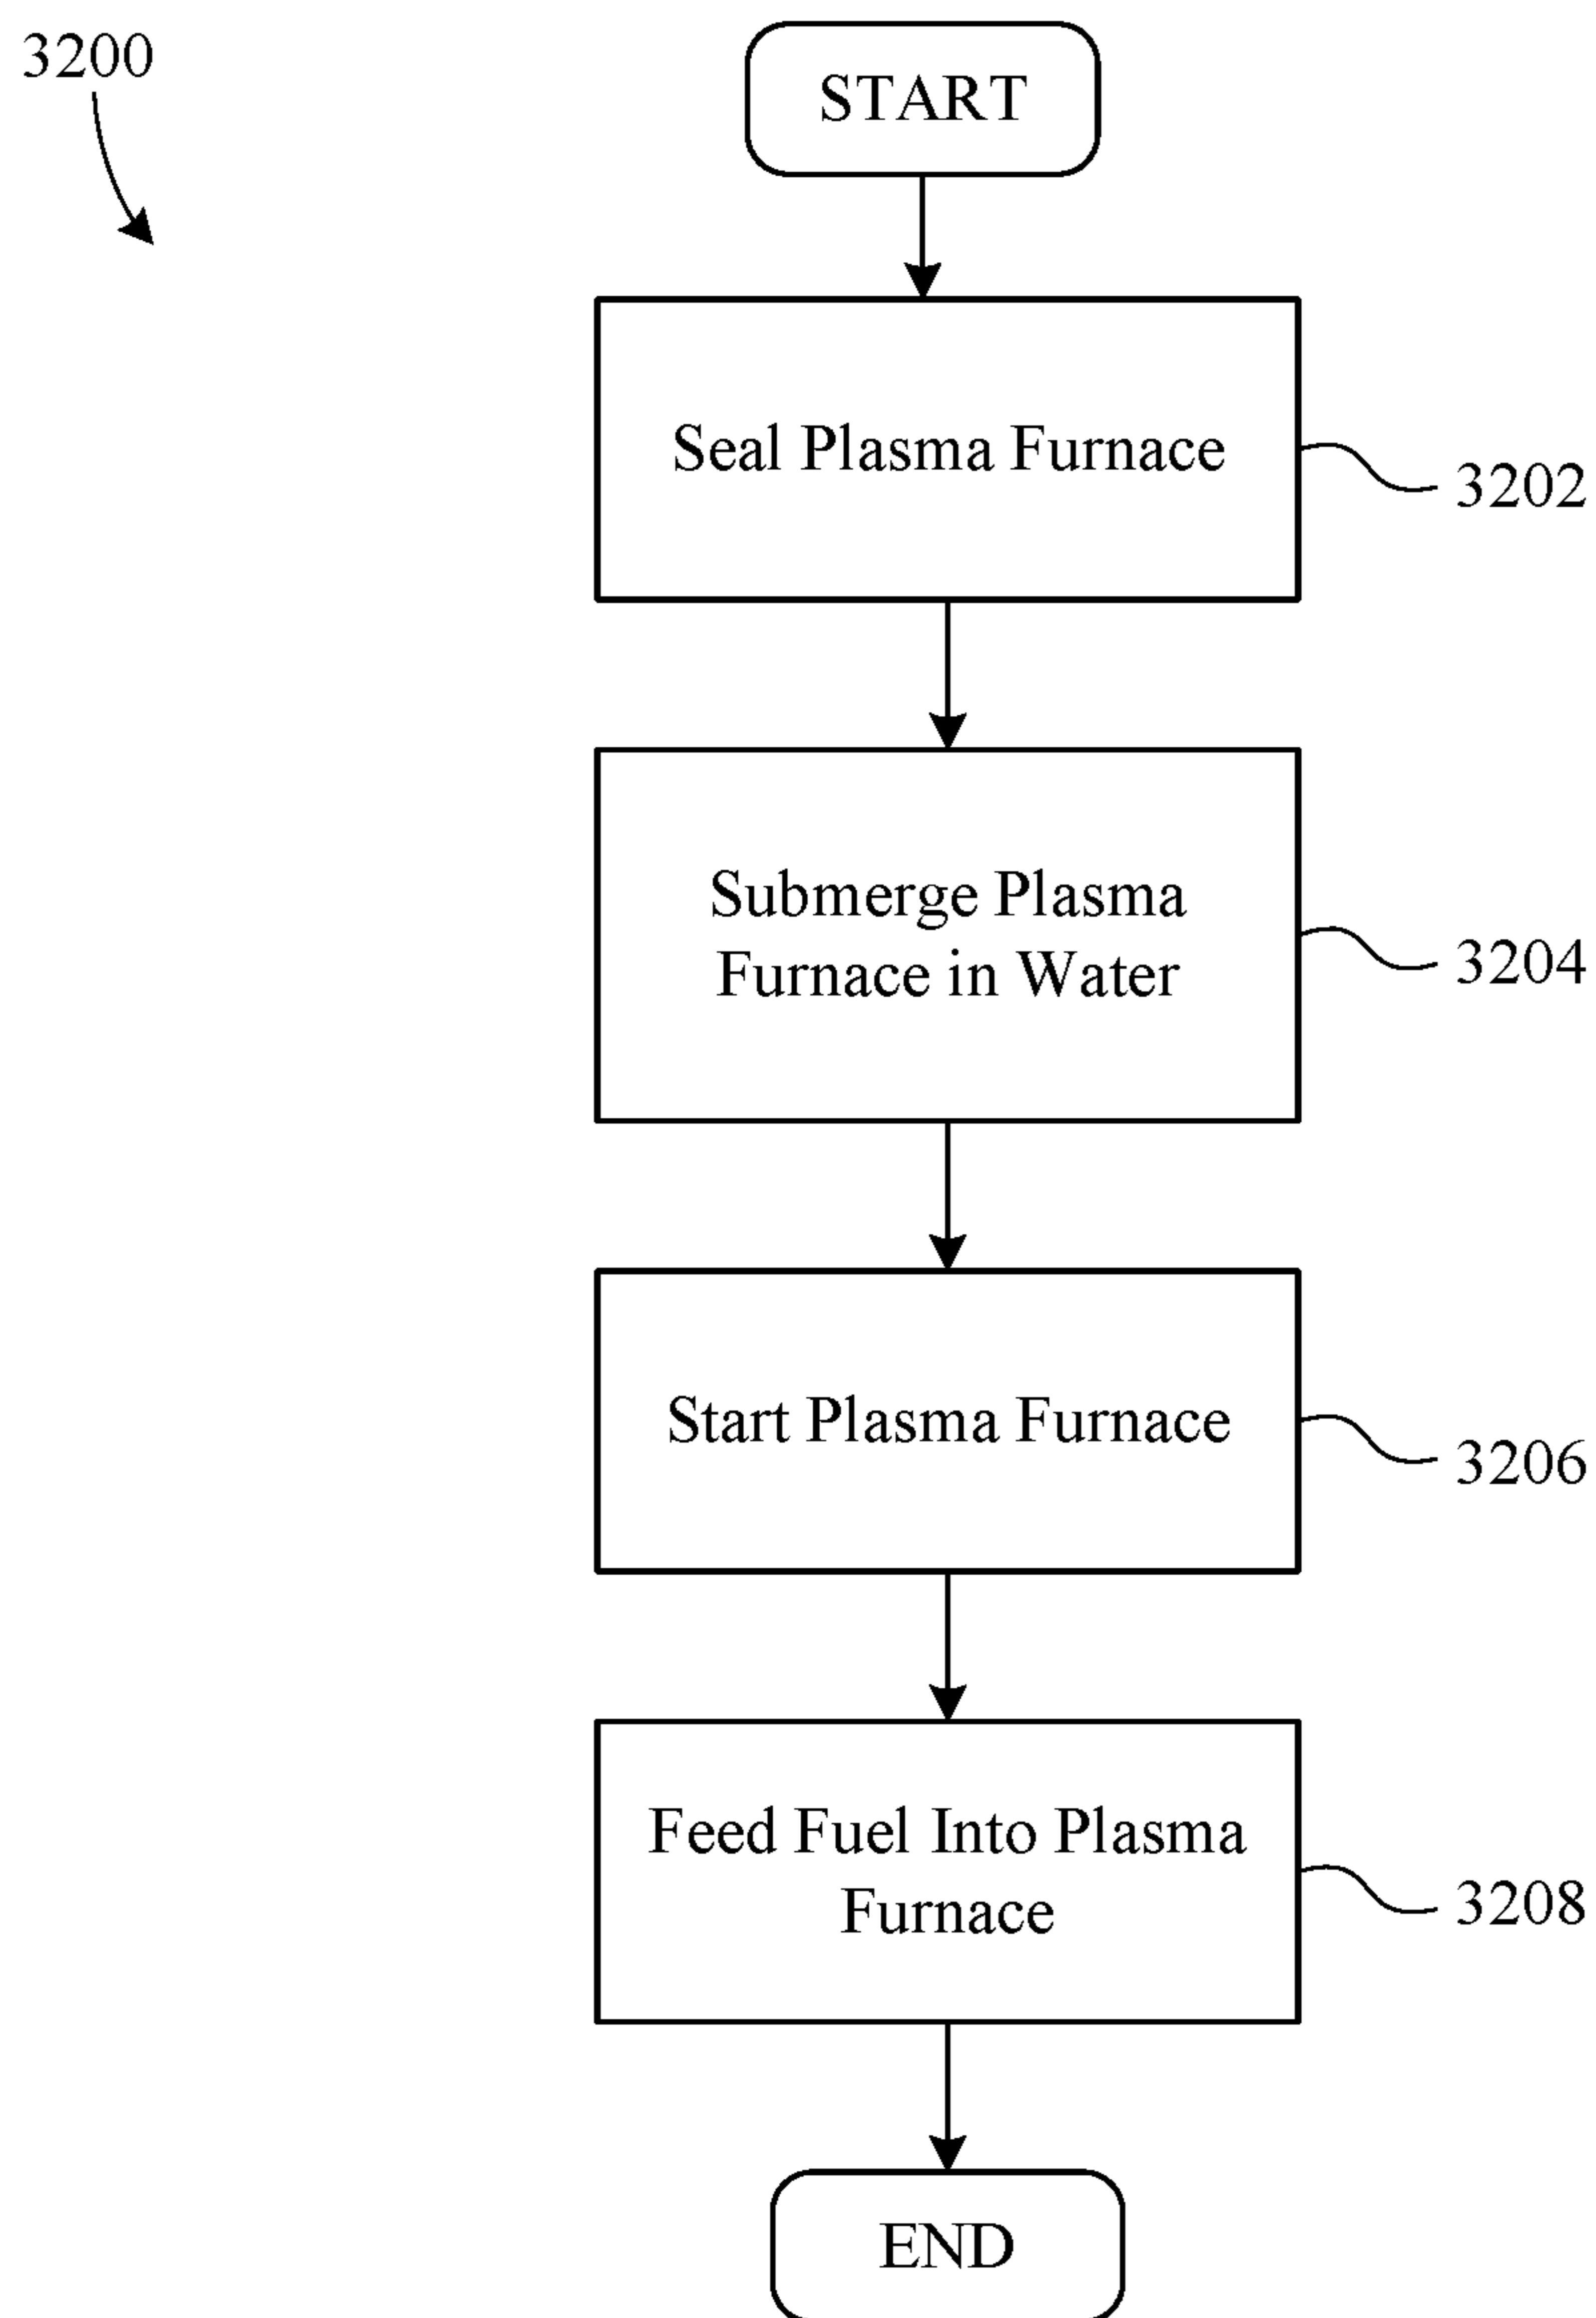 3200
START
Seal Plasma Furnace
3202
Submerge Plasma
Furnace in Water
3204
Start Plasma Furnace
3206
Feed Fuel Into Plasma
Furnace
3208
END